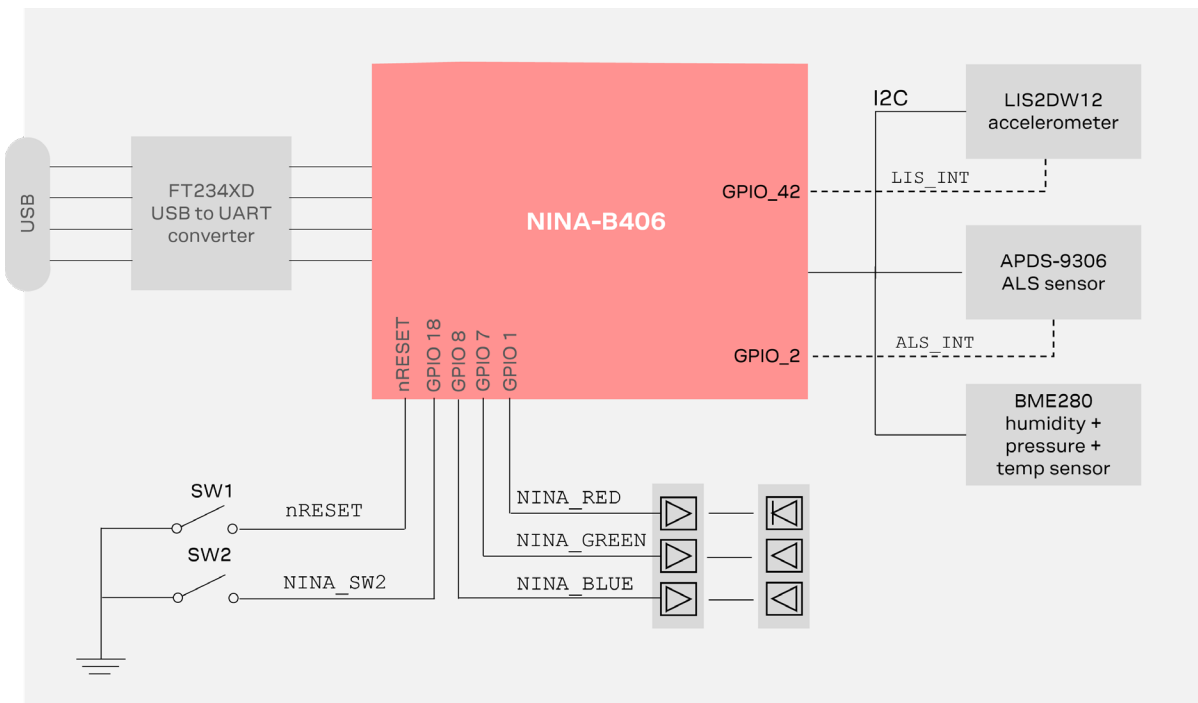 I2C
LIS2DW12
accelerometer
LIS_INT
USB
FT234XD
USB to UART
converter
NINA-B406
GPIO_42
APDS-9306
ALS sensor
ALS_INT
GPIO_2
nRESET
GPIO 18
GPIO 8
GPIO 7
GPIO 1
BME280
humidity +
pressure +
temp sensor
SW1
nRESET
SW2
NINA_SW2
NINA_RED
NINA_GREEN
NINA_BLUE